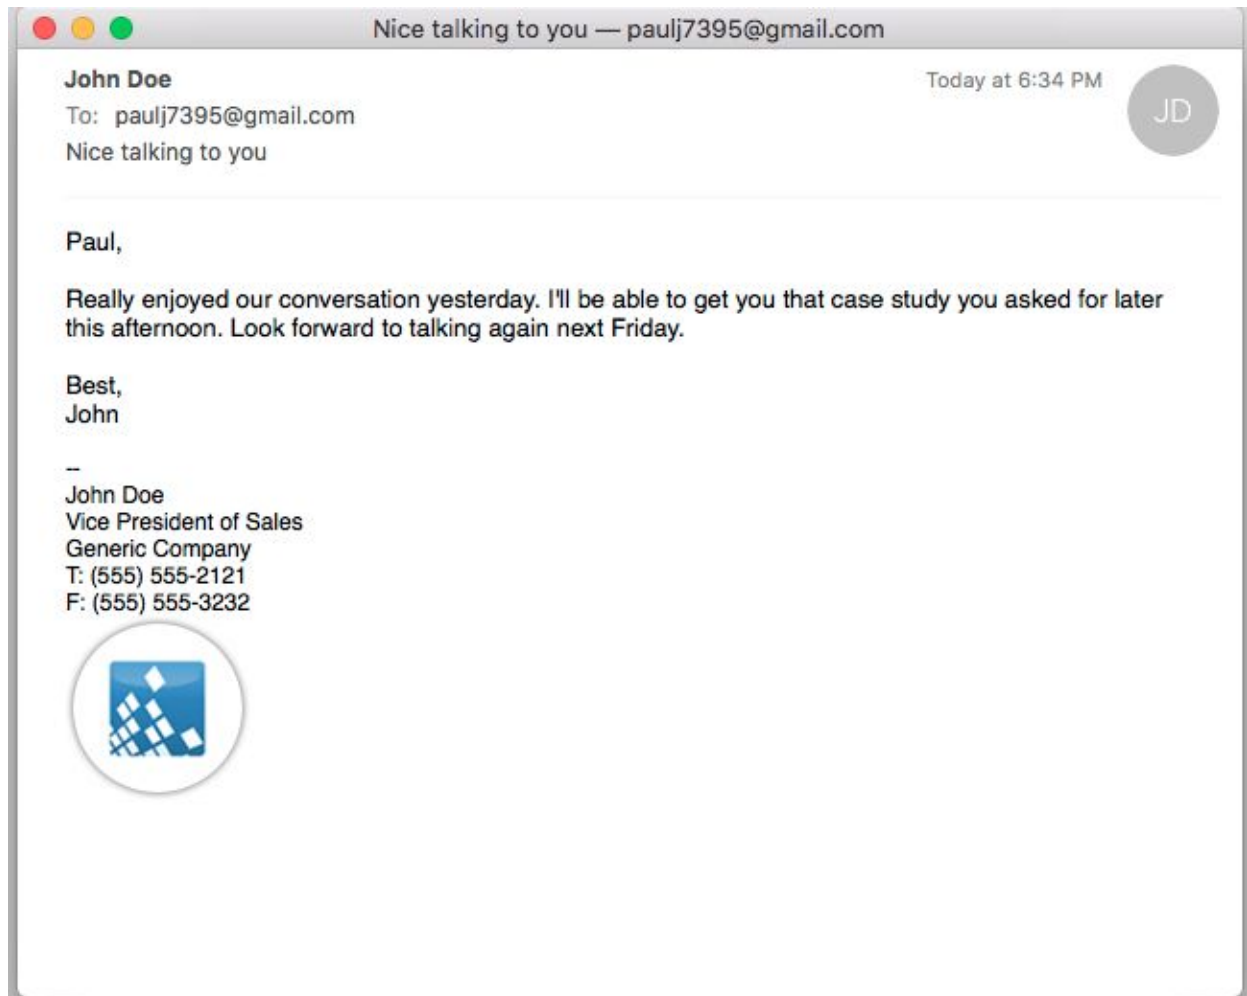 Nice talking to you — paulj7395@gmail.com
John Doe
Today at 6:34 PM
JD
To: paulj7395@gmail.com
Nice talking to you
Paul,
Really enjoyed our conversation yesterday. I'll be able to get you that case study you asked for later
this afternoon. Look forward to talking again next Friday.
Best,
John
--
John Doe
Vice President of Sales
Generic Company
T: (555) 555-2121
F: (555) 555-3232